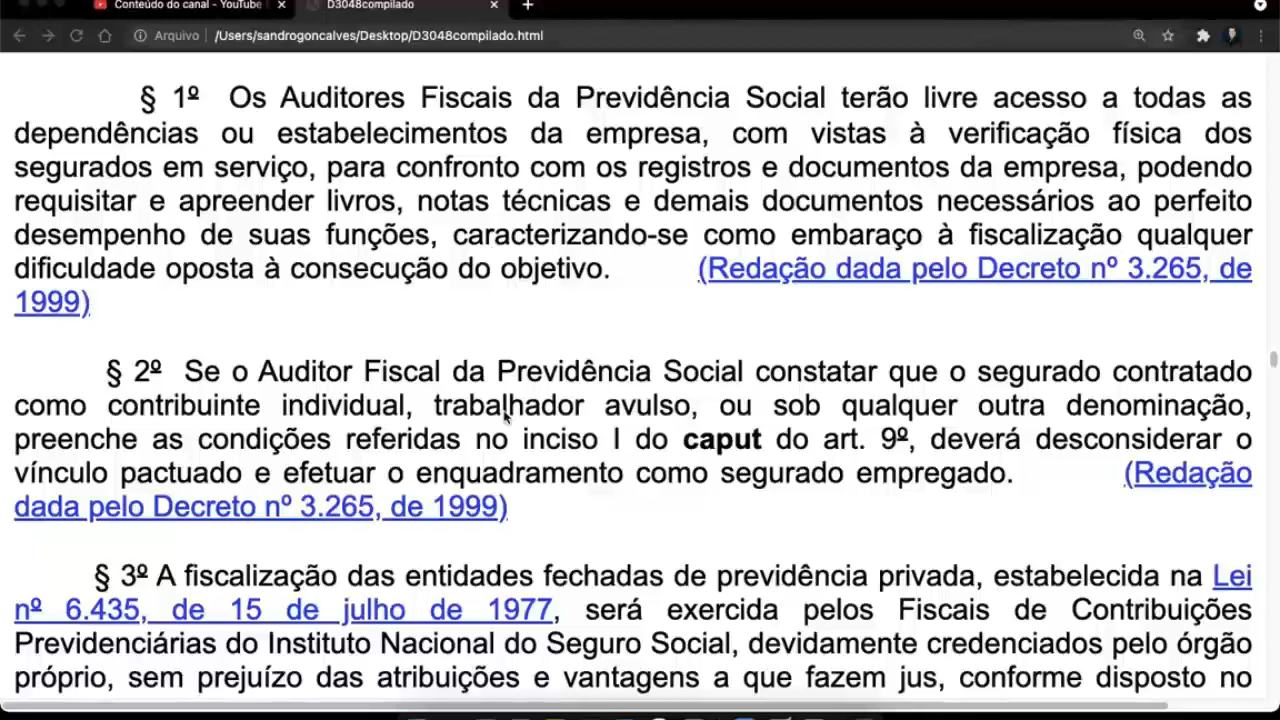 Conteúdo do canal - YouTube
D3048compilado
Arquivo /Users/sandrogoncalves/Desktop/D3048compilado.html
§ 1º Os Auditores Fiscais da Previdência Social terão livre acesso a todas as
dependências ou estabelecimentos da empresa, com vistas à verificação física dos
segurados em serviço, para confronto com os registros e documentos da empresa, podendo
requisitar e apreender livros, notas técnicas e demais documentos necessários ao perfeito
desempenho de suas funções, caracterizando-se como embaraço à fiscalização qualquer
dificuldade oposta à consecução do objetivo. (Redação dada pelo Decreto nº 3.265, de
1999)
§ 2º Se o Auditor Fiscal da Previdência Social constatar que o segurado contratado
como contribuinte individual, trabalhador avulso, ou sob qualquer outra denominação,
preenche as condições referidas no inciso I do caput do art. 9º, deverá desconsiderar o
vínculo pactuado e efetuar o enquadramento como segurado empregado. (Redação
dada pelo Decreto nº 3.265, de 1999)
§ 3º A fiscalização das entidades fechadas de previdência privada, estabelecida na Lei
nº 6.435, de 15 de julho de 1977, será exercida pelos Fiscais de Contribuições
Previdenciárias do Instituto Nacional do Seguro Social, devidamente credenciados pelo órgão
próprio, sem prejuízo das atribuições e vantagens a que fazem jus, conforme disposto no